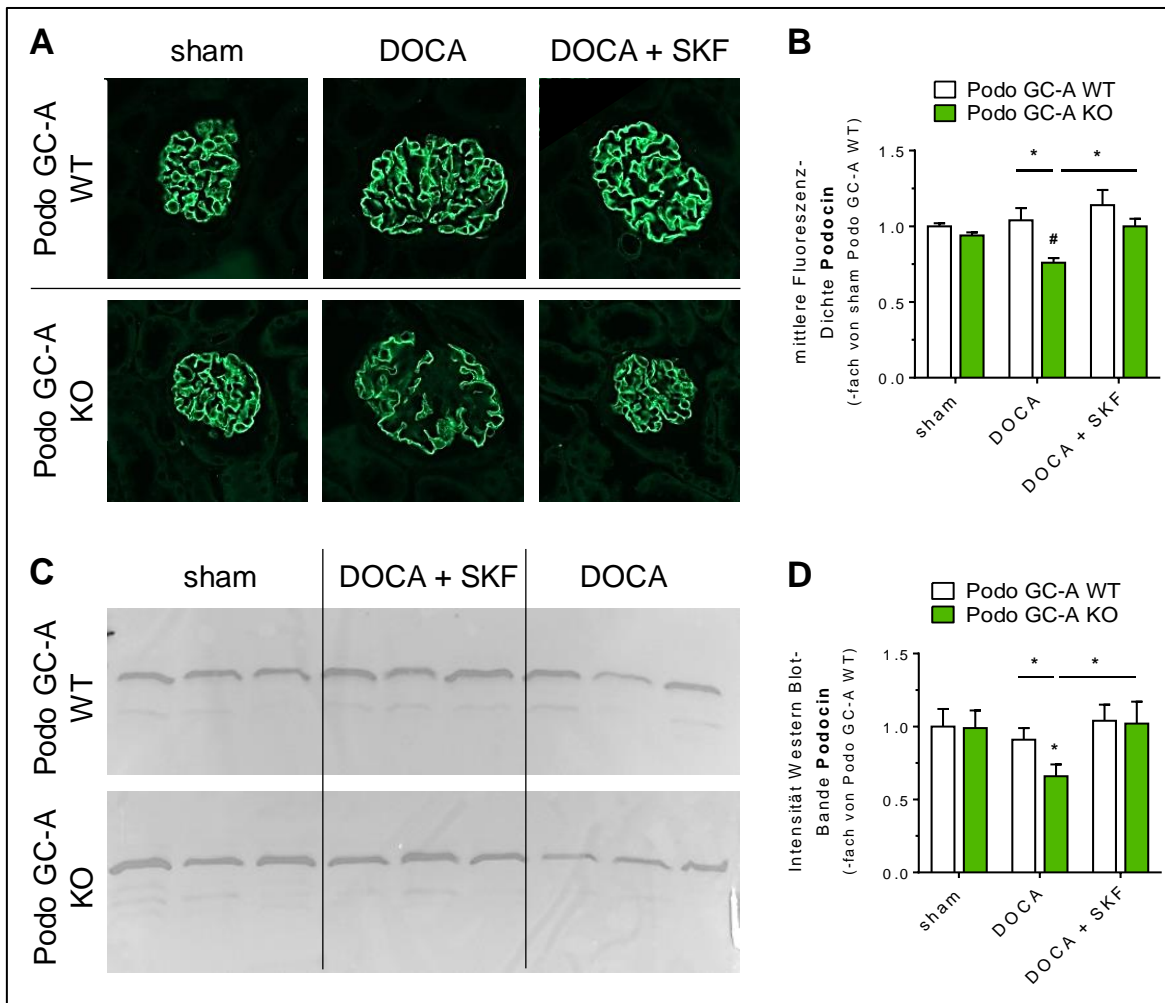 A
sham
DOCA
DOCA + SKF
Podo GC-A
WT
Podo GC-A
KO
B
Podo GC-A WT
Podo GC-A KO
mittlere Fluoreszenz-
Dichte Podocin
(-fach von sham Podo GC-A WT)
1.5
1.0
0.5
0.0
*
*
#
sham
DOCA
DOCA + SKF
C
sham
DOCA + SKF
DOCA
Podo GC-A
WT
Podo GC-A
KO
D
Podo GC-A WT
Podo GC-A KO
Intensität Western Blot-
Bande Podocin
(-fach von Podo GC-A WT)
1.5
1.0
0.5
0.0
*
*
*
sham
DOCA
DOCA + SKF